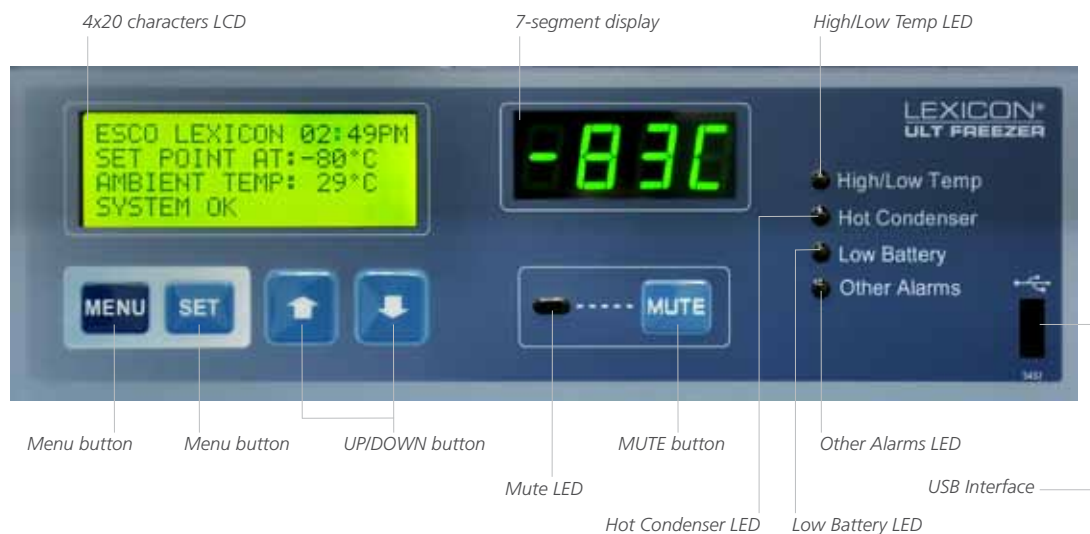 4x20 characters LCD
7-segment display
High/Low Temp LED
ESCO LEXICON 02:49PM
SET POINT AT:-80°C
AMBIENT TEMP: 29°C
SYSTEM OK
-83C
LEXICON®
ULT FREEZER
High/Low Temp
Hot Condenser
Low Battery
Other Alarms
MENU
SET
MUTE
Menu button
Menu button
UP/DOWN button
MUTE button
Other Alarms LED
Mute LED
USB Interface
Hot Condenser LED
Low Battery LED